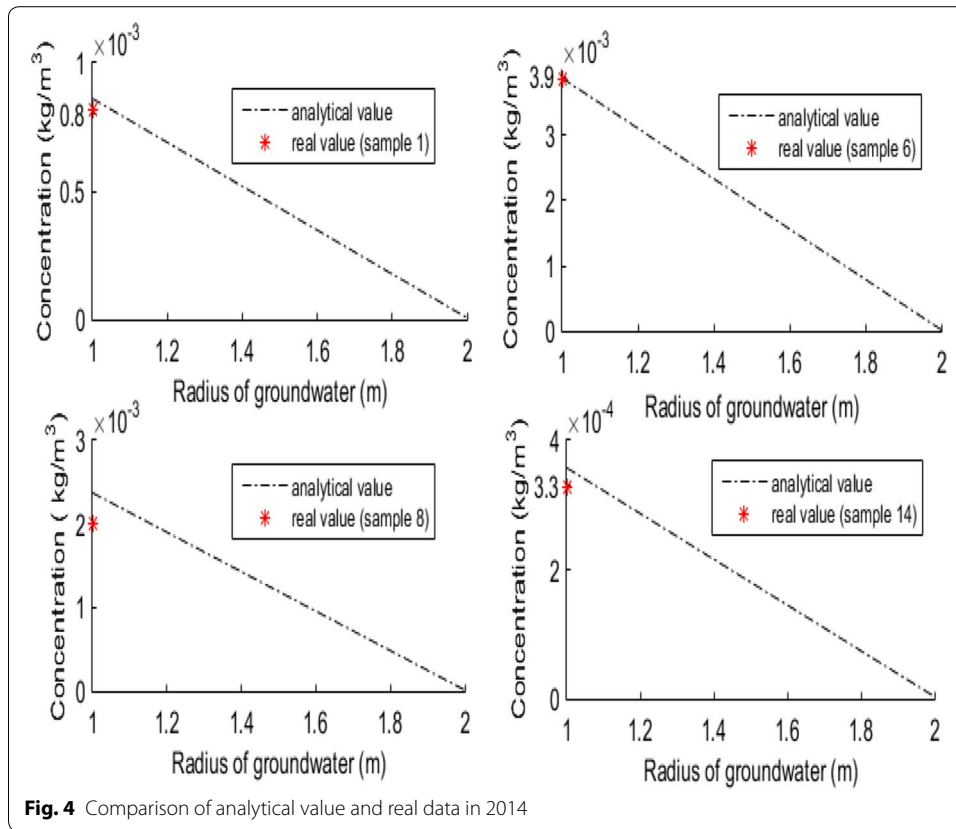 ×10⁻³
1
0.8
0.5
0
Concentration (kg/m³)
analytical value
real value (sample 1)
1 1.2 1.4 1.6 1.8 2
Radius of groundwater (m)
×10⁻³
3.9
3
2
1
0
Concentration (kg/m³)
analytical value
real value (sample 6)
1 1.2 1.4 1.6 1.8 2
Radius of groundwater (m)
×10⁻³
3
2
1
0
Concentration ( kg/m³)
analytical value
real value (sample 8)
1 1.2 1.4 1.6 1.8 2
Radius of groundwater (m)
×10⁻⁴
4
3.3
2
0
Concentration (kg/m³)
analytical value
real value (sample 14)
1 1.2 1.4 1.6 1.8 2
Radius of groundwater (m)
Fig. 4 Comparison of analytical value and real data in 2014